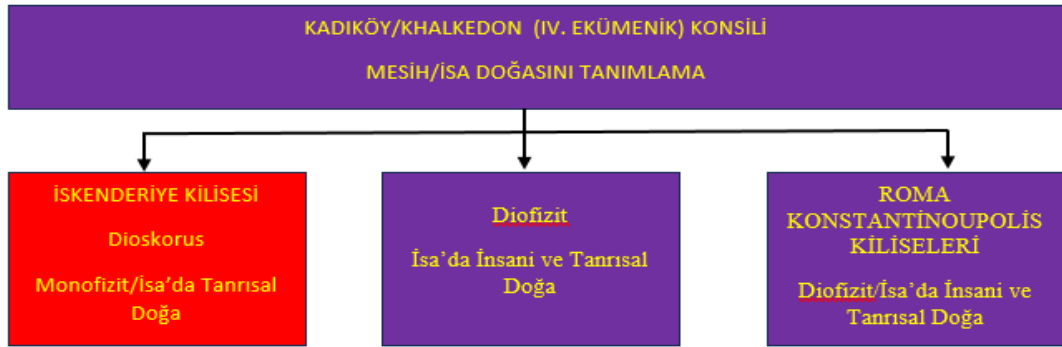 KADIKÖY/KHALKEDON (IV. EKÜMENİK) KONSİLİ
MESİH/İSA DOĞASINI TANIMLAMA
İSKENDERİYE KİLİSESİ
Dioskorus
Monofizit/İsa'da Tanrısal
Doğa
Diofizit
İsa'da İnsani ve Tanrısal
Doğa
ROMA
KONSTANTİNOUPOLİS
KİLİSELERİ
Diofizit/İsa'da İnsani ve
Tanrısal Doğa